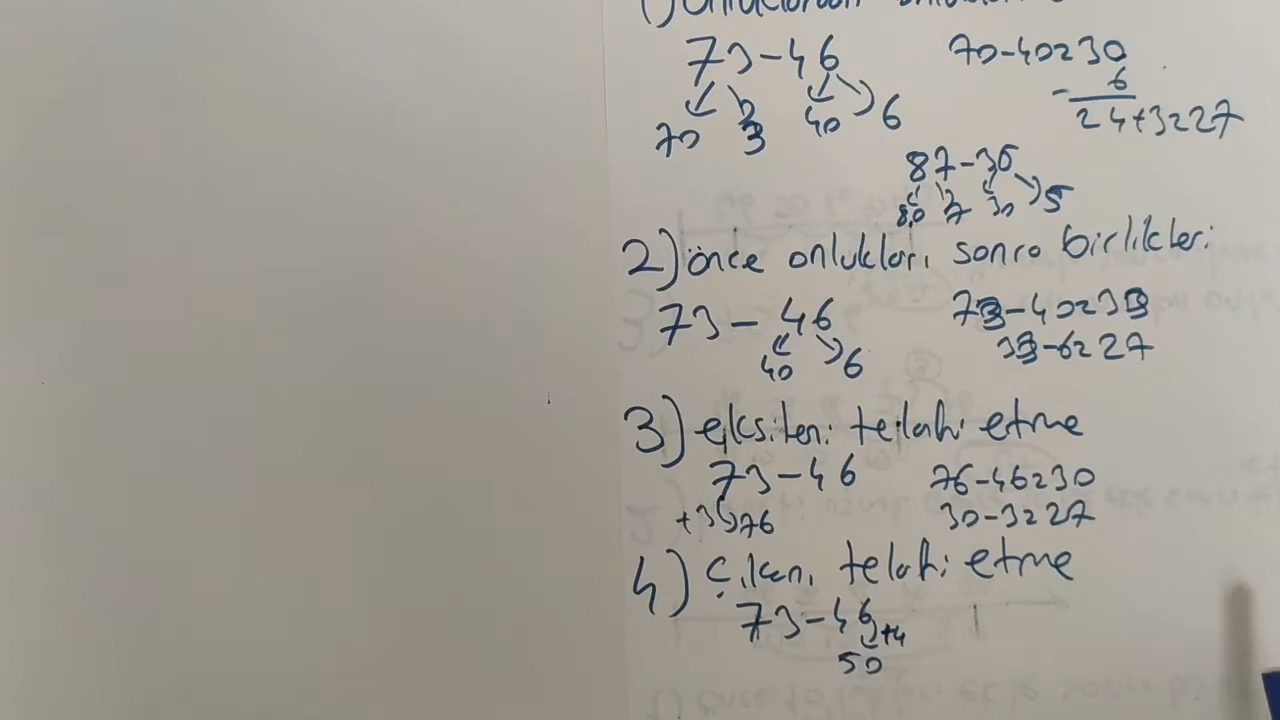 1)
73-46 70-40=30
70 3 40 6 - 6
24+3=27
87-35
80 7 30 5
2) önce onlukları sonra birlikleri
73 - 46 73-40=33
40 6 33-6=27
3) eksileni telafi etme
73-46 76-46=30
+3 76 30-3=27
4) Çıkanı telafi etme
73-46
+4
50